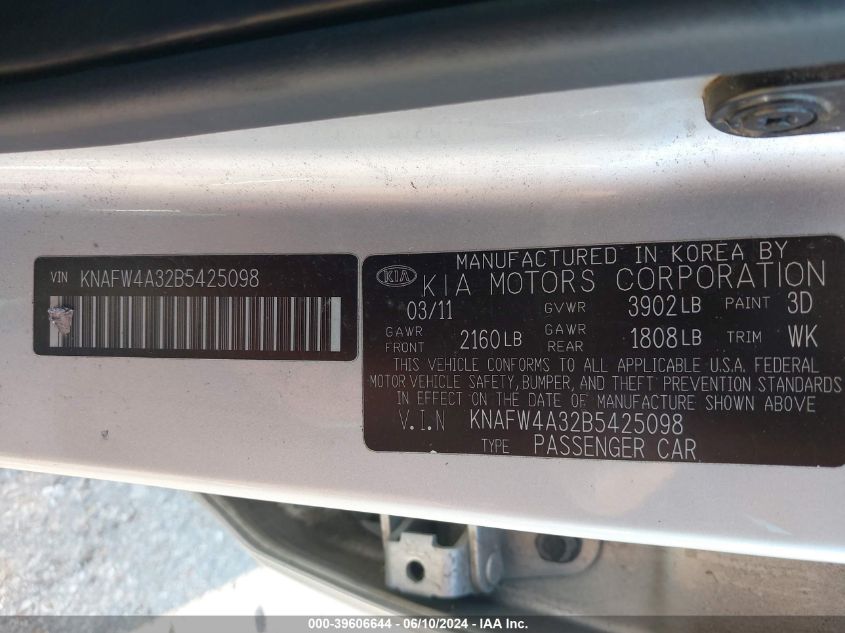 VIN KNAFW4A32B5425098
KIA
MANUFACTURED IN KOREA BY
KIA MOTORS CORPORATION
03/11 GVWR 3902 LB PAINT 3D
GAWR FRONT 2160 LB GAWR REAR 1808 LB TRIM WK
THIS VEHICLE CONFORMS TO ALL APPLICABLE U.S.A. FEDERAL
MOTOR VEHICLE SAFETY, BUMPER, AND THEFT PREVENTION STANDARDS
IN EFFECT ON THE DATE OF MANUFACTURE SHOWN ABOVE
V.I.N KNAFW4A32B5425098
TYPE PASSENGER CAR
000-39606644 / 06/10/2024 - IAA Inc.